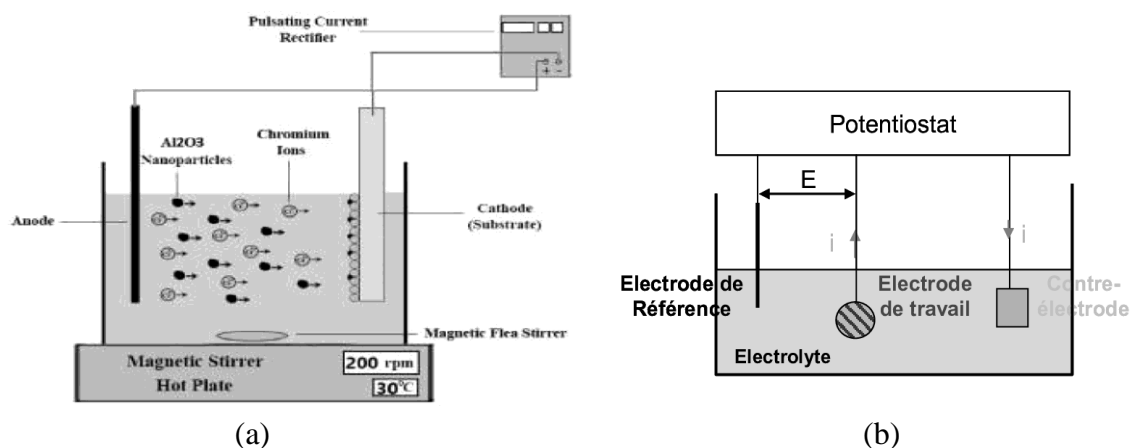 Pulsating Current
Rectifier
+ -
Al2O3
Nanoparticles
Chromium
Ions
Anode
Cathode
(Substrate)
Magnetic Flea Stirrer
Magnetic Stirrer
200 rpm
Hot Plate
30°C
(a)
Potentiostat
E
i
i
Electrode de
Référence
Electrode
de travail
Contre-
électrode
Electrolyte
(b)